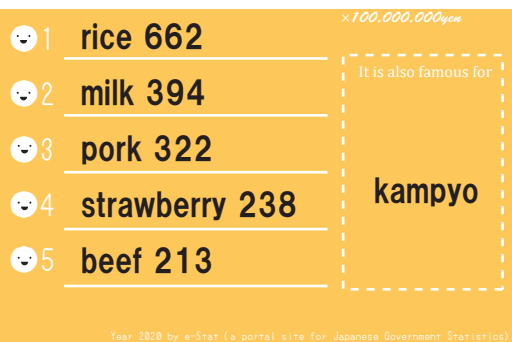 ×100,000,000yen
1 rice 662
2 milk 394
3 pork 322
4 strawberry 238
5 beef 213
It is also famous for
kampyo
Year 2020 by e-Stat (a portal site for Japanese Government Statistics)